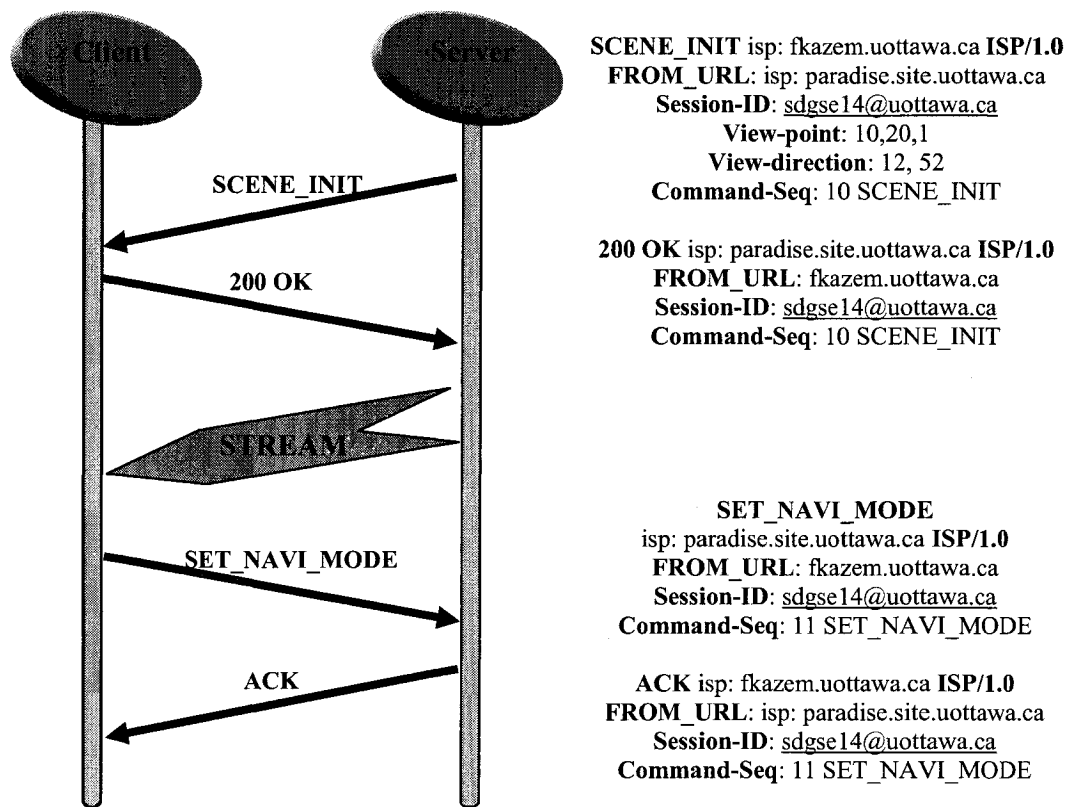 Client
Server
SCENE_INIT isp: fkazem.uottawa.ca ISP/1.0
FROM_URL: isp: paradise.site.uottawa.ca
Session-ID: sdgse14@uottawa.ca
View-point: 10,20,1
View-direction: 12, 52
Command-Seq: 10 SCENE_INIT
SCENE_INIT
200 OK isp: paradise.site.uottawa.ca ISP/1.0
FROM_URL: fkazem.uottawa.ca
Session-ID: sdgse14@uottawa.ca
Command-Seq: 10 SCENE_INIT
200 OK
STREAM
SET_NAVI_MODE
isp: paradise.site.uottawa.ca ISP/1.0
FROM_URL: fkazem.uottawa.ca
Session-ID: sdgse14@uottawa.ca
Command-Seq: 11 SET_NAVI_MODE
SET_NAVI_MODE
ACK
ACK isp: fkazem.uottawa.ca ISP/1.0
FROM_URL: isp: paradise.site.uottawa.ca
Session-ID: sdgse14@uottawa.ca
Command-Seq: 11 SET_NAVI_MODE